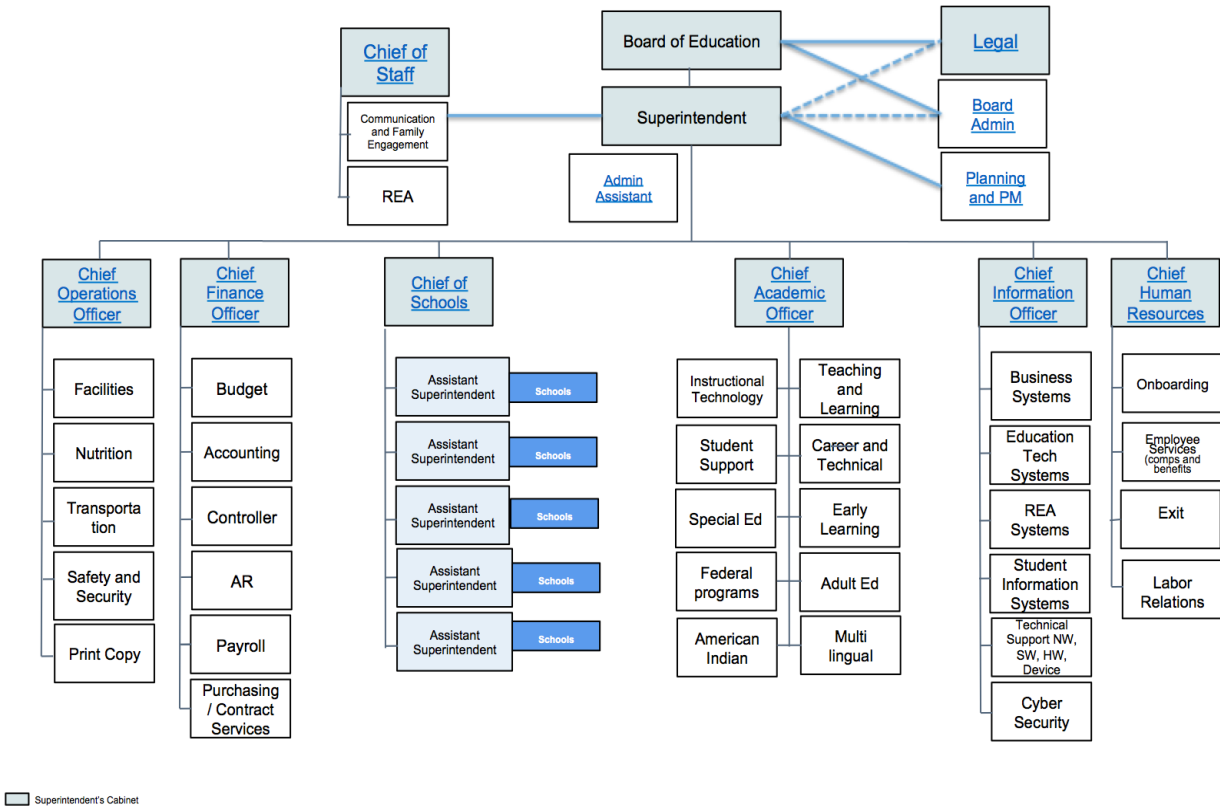 Chief of
Staff
Communication
and Family
Engagement
REA
Board of Education
Superintendent
Admin
Assistant
Legal
Board
Admin
Planning
and PM
Chief
Operations
Officer
Facilities
Nutrition
Transporta
tion
Safety and
Security
Print Copy
Chief
Finance
Officer
Budget
Accounting
Controller
AR
Payroll
Purchasing
/ Contract
Services
Chief of
Schools
Assistant
Superintendent
Schools
Assistant
Superintendent
Schools
Assistant
Superintendent
Schools
Assistant
Superintendent
Schools
Assistant
Superintendent
Schools
Chief
Academic
Officer
Instructional
Technology
Teaching
and
Learning
Student
Support
Career and
Technical
Special Ed
Early
Learning
Federal
programs
Adult Ed
American
Indian
Multi
lingual
Chief
Information
Officer
Business
Systems
Education
Tech
Systems
REA
Systems
Student
Information
Systems
Technical
Support NW,
SW, HW,
Device
Cyber
Security
Chief
Human
Resources
Onboarding
Employee
Services
(comps and
benefits
Exit
Labor
Relations
Superintendent's Cabinet